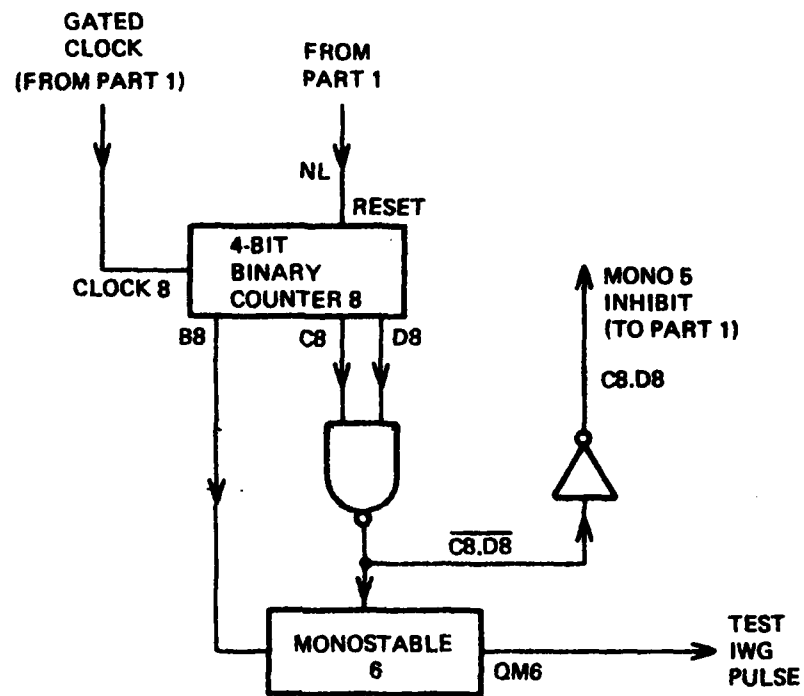 GATED
CLOCK
(FROM PART 1)
FROM
PART 1
NL
RESET
4-BIT
BINARY
COUNTER 8
CLOCK 8
B8
C8
D8
MONO 5
INHIBIT
(TO PART 1)
C8.D8
C8.D8
MONOSTABLE
6
QM6
TEST
IWG
PULSE